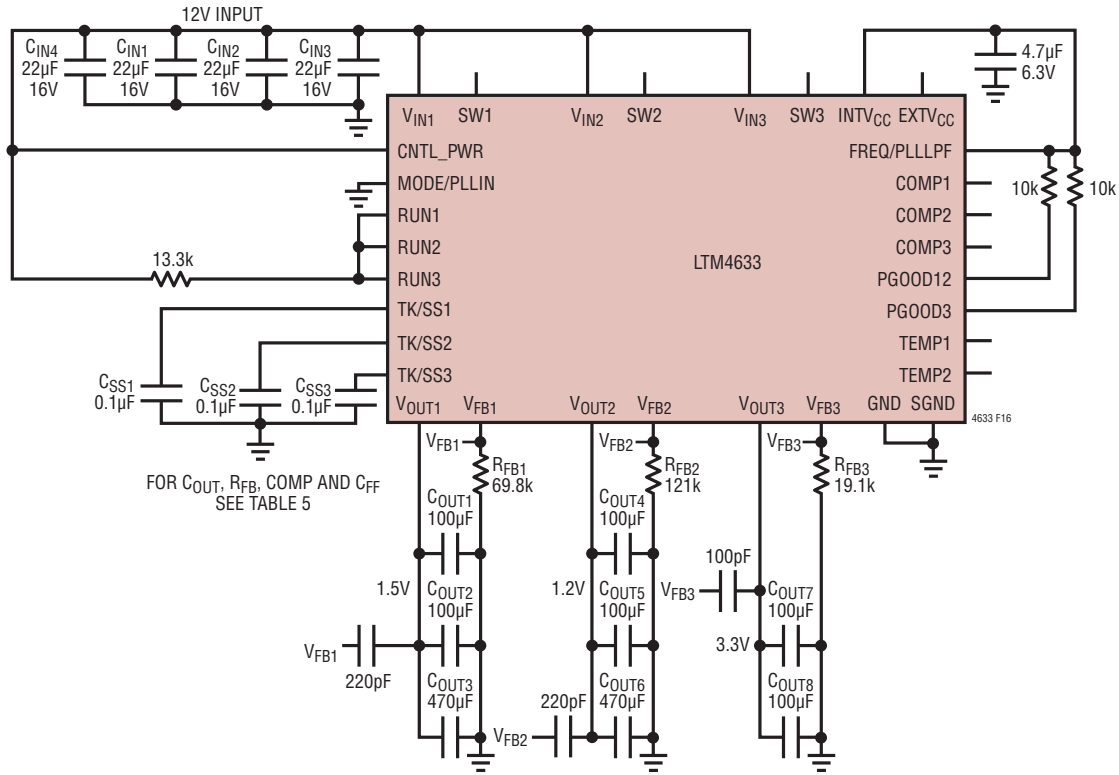 12V INPUT
CIN4
22µF
16V
CIN1
22µF
16V
CIN2
22µF
16V
CIN3
22µF
16V
4.7µF
6.3V
VIN1
SW1
VIN2
SW2
VIN3
SW3
INTVCC
EXTVCC
CNTL_PWR
MODE/PLLIN
RUN1
RUN2
RUN3
TK/SS1
TK/SS2
TK/SS3
LTM4633
FREQ/PLLLPF
COMP1
COMP2
COMP3
PGOOD12
PGOOD3
TEMP1
TEMP2
10k
10k
13.3k
CSS1
0.1µF
CSS2
0.1µF
CSS3
0.1µF
VOUT1
VFB1
VOUT2
VFB2
VOUT3
VFB3
GND
SGND
4633 F16
FOR COUT, RFB, COMP AND CFF
SEE TABLE 5
VFB1
RFB1
69.8k
COUT1
100µF
1.5V
COUT2
100µF
VFB1
220pF
COUT3
470µF
VFB2
RFB2
121k
COUT4
100µF
1.2V
COUT5
100µF
220pF
VFB2
COUT6
470µF
VFB3
RFB3
19.1k
100pF
VFB3
COUT7
100µF
3.3V
COUT8
100µF